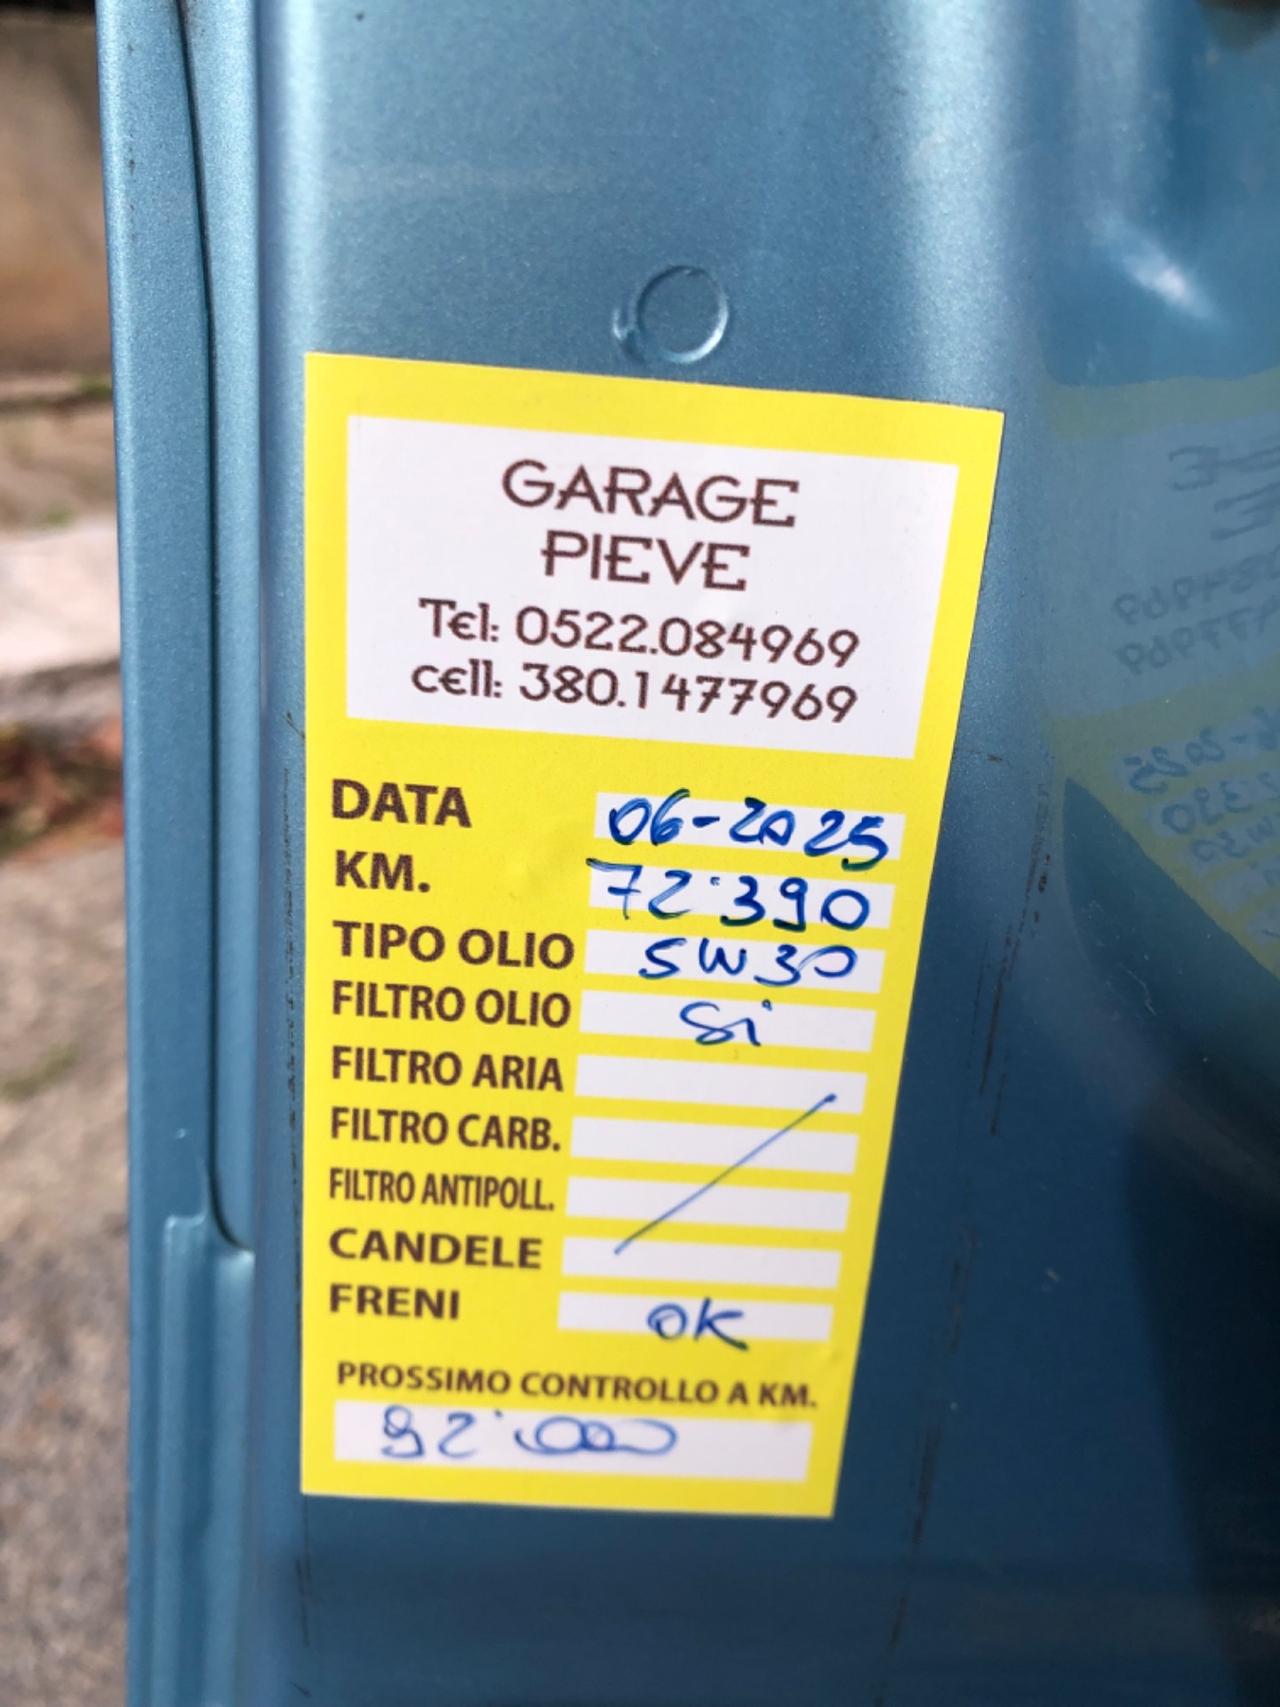 GARAGE
PIEVE
Tel: 0522.084969
cell: 380.1477969
DATA 06-2025
KM. 72.390
TIPO OLIO 5W30
FILTRO OLIO Si
FILTRO ARIA
FILTRO CARB.
FILTRO ANTIPOLL.
CANDELE
FRENI OK
PROSSIMO CONTROLLO A KM.
92.000